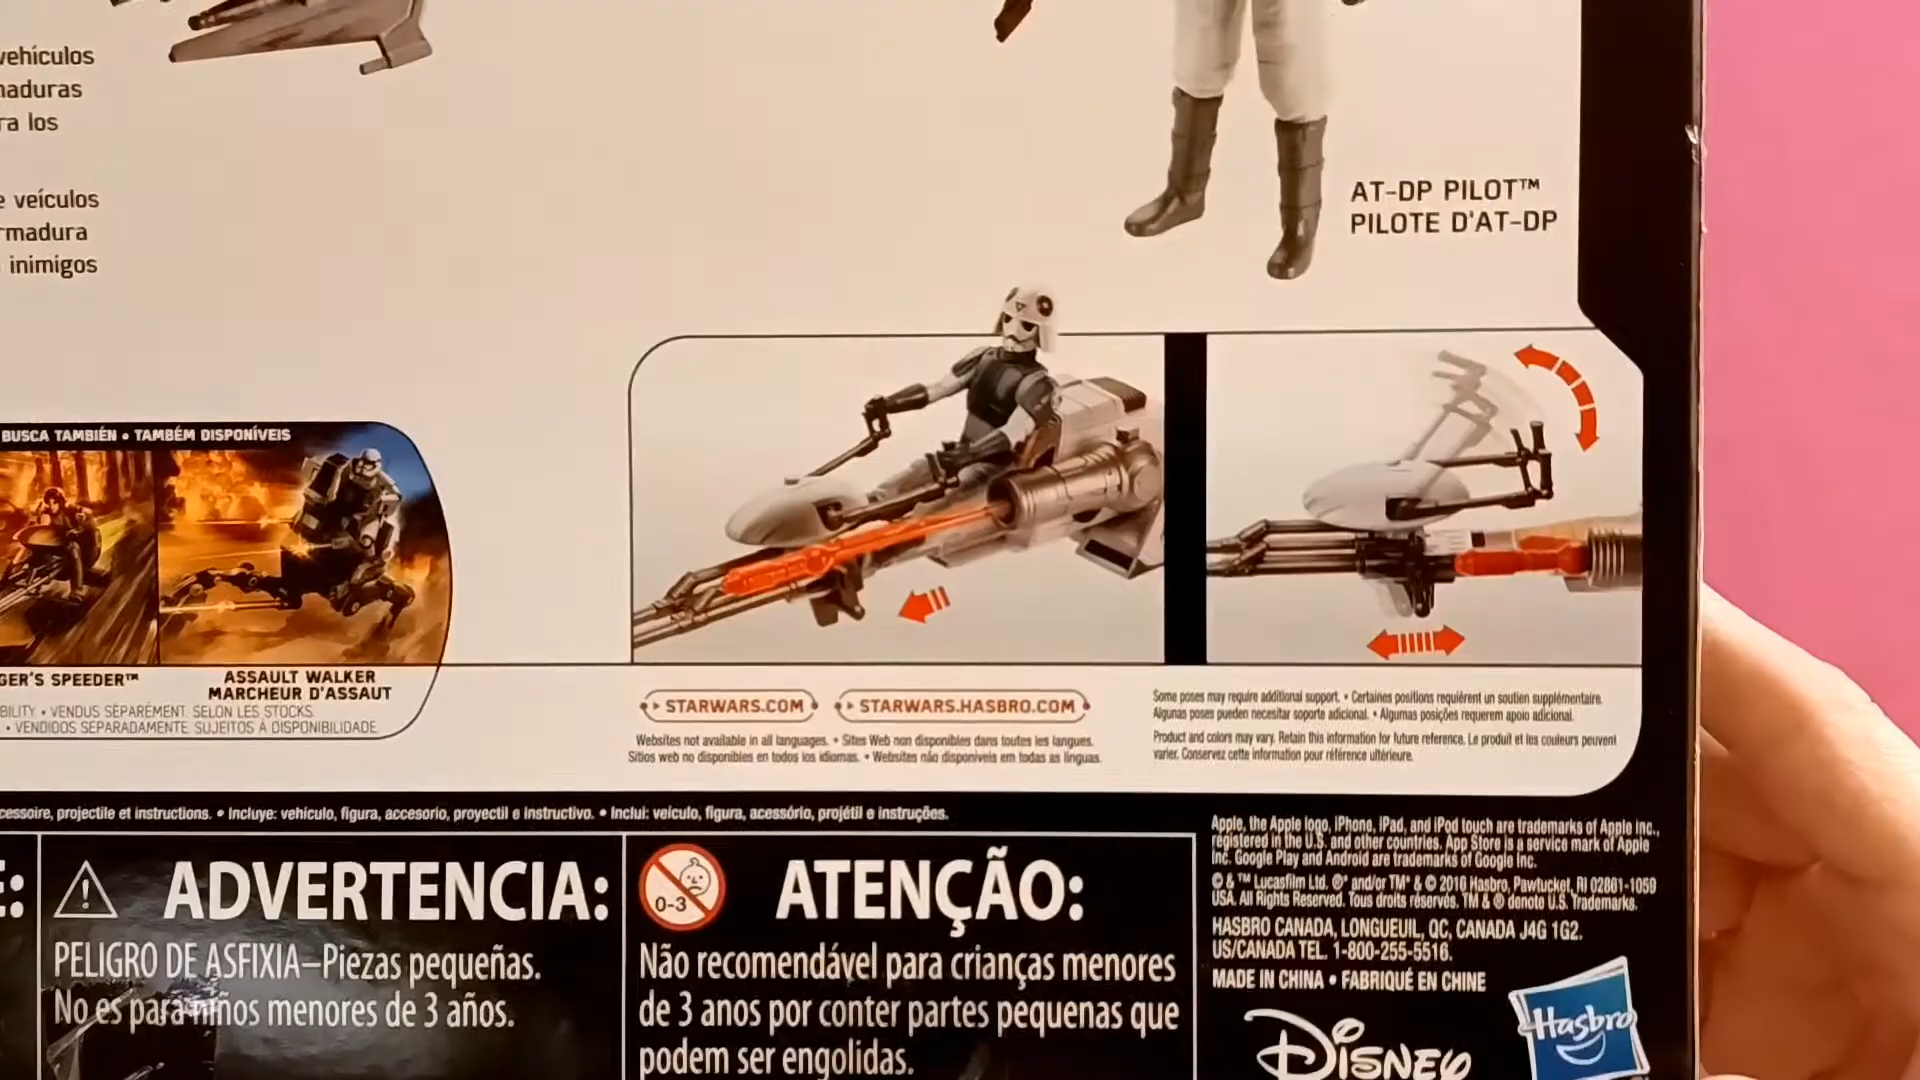 vehículos
ra los
e veículos
inimigos
AT-DP PILOT™
PILOTE D'AT-DP
BUSCA TAMBIÉN • TAMBÉM DISPONÍVEIS
GER'S SPEEDER™
ASSAULT WALKER
MARCHEUR D'ASSAUT
BILITY • VENDUS SÉPARÉMENT. SELON LES STOCKS.
• VENDIDOS SEPARADAMENTE SUJEITOS À DISPONIBILIDADE.
STARWARS.COM
STARWARS.HASBRO.COM
Websites not available in all languages. • Sites Web non disponibles dans toutes les langues.
Sitios web no disponibles en todos los idiomas. • Websites não disponíveis em todas as línguas.
Some poses may require additional support. • Certaines positions requièrent un soutien supplémentaire.
Algunas poses pueden necesitar soporte adicional. • Algumas posições requerem apoio adicional.
Product and colors may vary. Retain this information for future reference. Le produit et les couleurs peuvent
varier. Conservez cette information pour référence ultérieure.
cessoire, projectile et instructions. • Incluye: vehículo, figura, accesorio, proyectil e instructivo. • Inclui: veículo, figura, acessório, projétil e instruções.
ADVERTENCIA:
PELIGRO DE ASFIXIA–Piezas pequeñas.
No es para niños menores de 3 años.
0-3
ATENÇÃO:
Não recomendável para crianças menores
de 3 anos por conter partes pequenas que
podem ser engolidas.
Apple, the Apple logo, iPhone, iPad, and iPod touch are trademarks of Apple Inc.,
registered in the U.S. and other countries. App Store is a service mark of Apple
Inc. Google Play and Android are trademarks of Google Inc.
© & ™ Lucasfilm Ltd. ®* and/or TM* & © 2016 Hasbro, Pawtucket, RI 02861-1059
USA. All Rights Reserved. Tous droits réservés. TM & ® denote U.S. Trademarks.
HASBRO CANADA, LONGUEUIL, QC, CANADA J4G 1G2.
US/CANADA TEL. 1-800-255-5516.
MADE IN CHINA • FABRIQUÉ EN CHINE
Disney
Hasbro